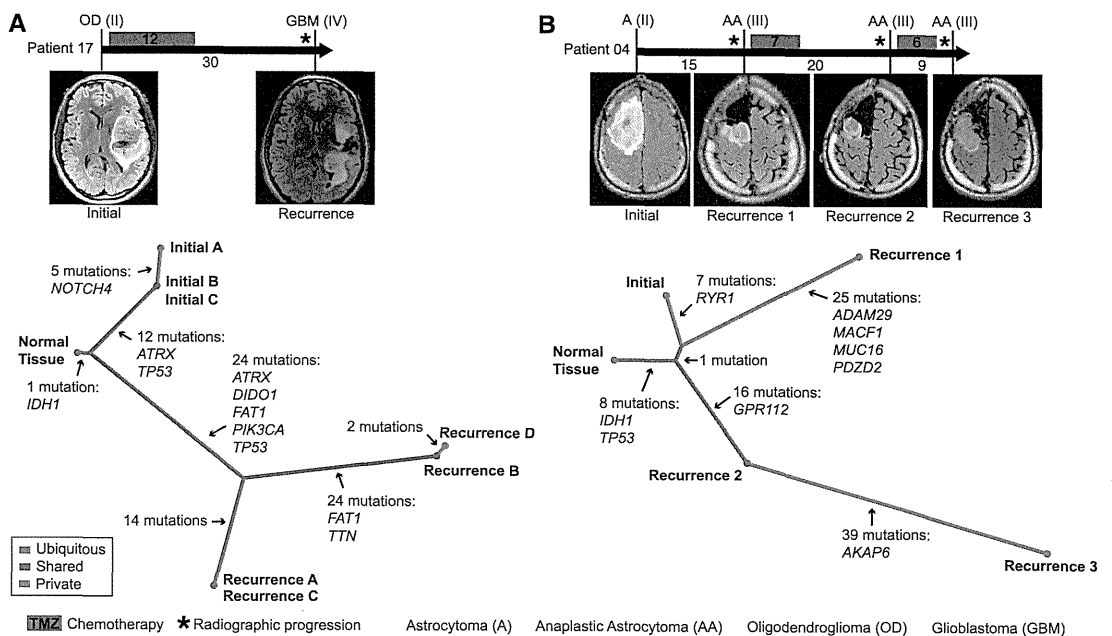 A
OD (II)
GBM (IV)
Patient 17
12
*
30
Initial
Recurrence
Initial A
5 mutations:
NOTCH4
Initial B
Initial C
12 mutations:
ATRX
TP53
Normal
Tissue
1 mutation:
IDH1
24 mutations:
ATRX
DIDO1
FAT1
PIK3CA
TP53
2 mutations
Recurrence D
Recurrence B
24 mutations:
FAT1
TTN
14 mutations
Recurrence A
Recurrence C
Ubiquitous
Shared
Private
B
A (II)
AA (III)
AA (III)
AA (III)
Patient 04
*
7
*
6
*
15
20
9
Initial
Recurrence 1
Recurrence 2
Recurrence 3
Recurrence 1
Initial
7 mutations:
RYR1
25 mutations:
ADAM29
MACF1
MUC16
PDZD2
Normal
Tissue
1 mutation
8 mutations:
IDH1
TP53
16 mutations:
GPR112
Recurrence 2
39 mutations:
AKAP6
Recurrence 3
TMZ Chemotherapy
* Radiographic progression
Astrocytoma (A)
Anaplastic Astrocytoma (AA)
Oligodendroglioma (OD)
Glioblastoma (GBM)